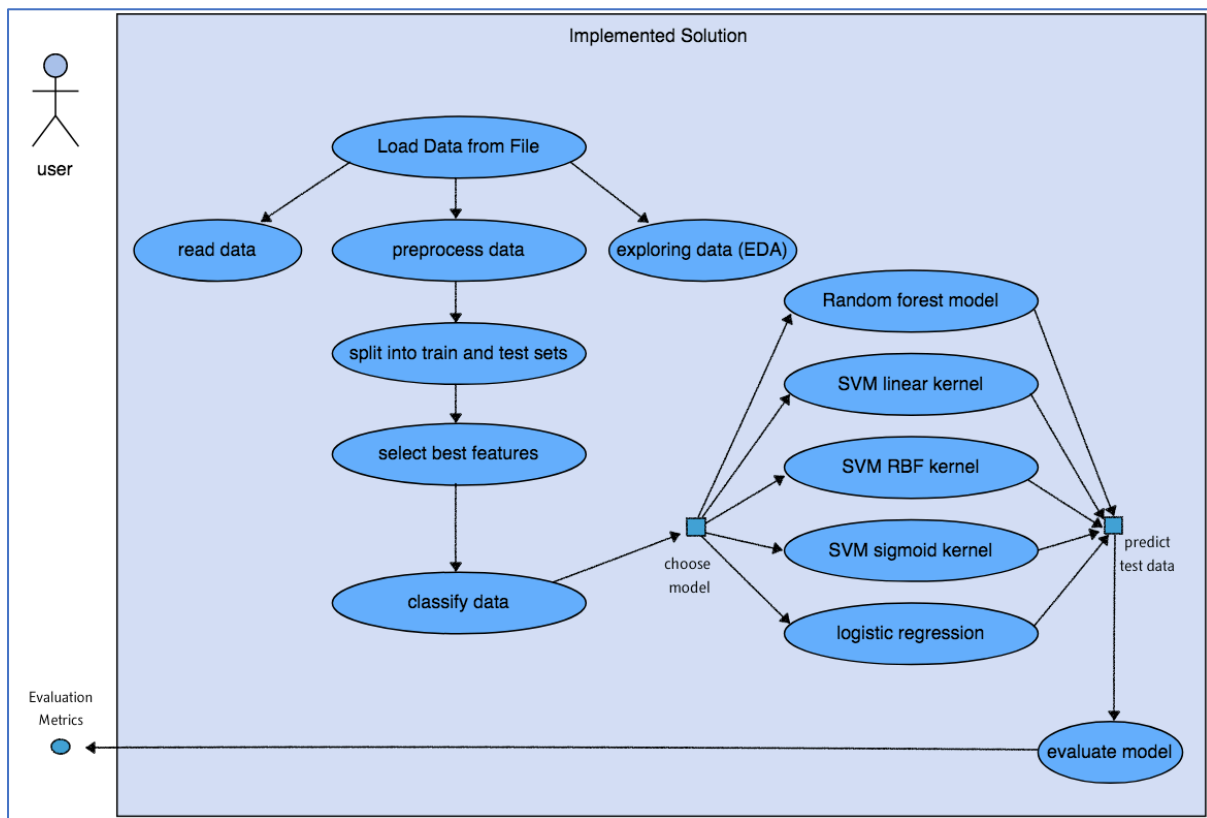 Implemented Solution
user
Load Data from File
read data
preprocess data
exploring data (EDA)
split into train and test sets
select best features
classify data
choose
model
Random forest model
SVM linear kernel
SVM RBF kernel
SVM sigmoid kernel
logistic regression
predict
test data
evaluate model
Evaluation
Metrics